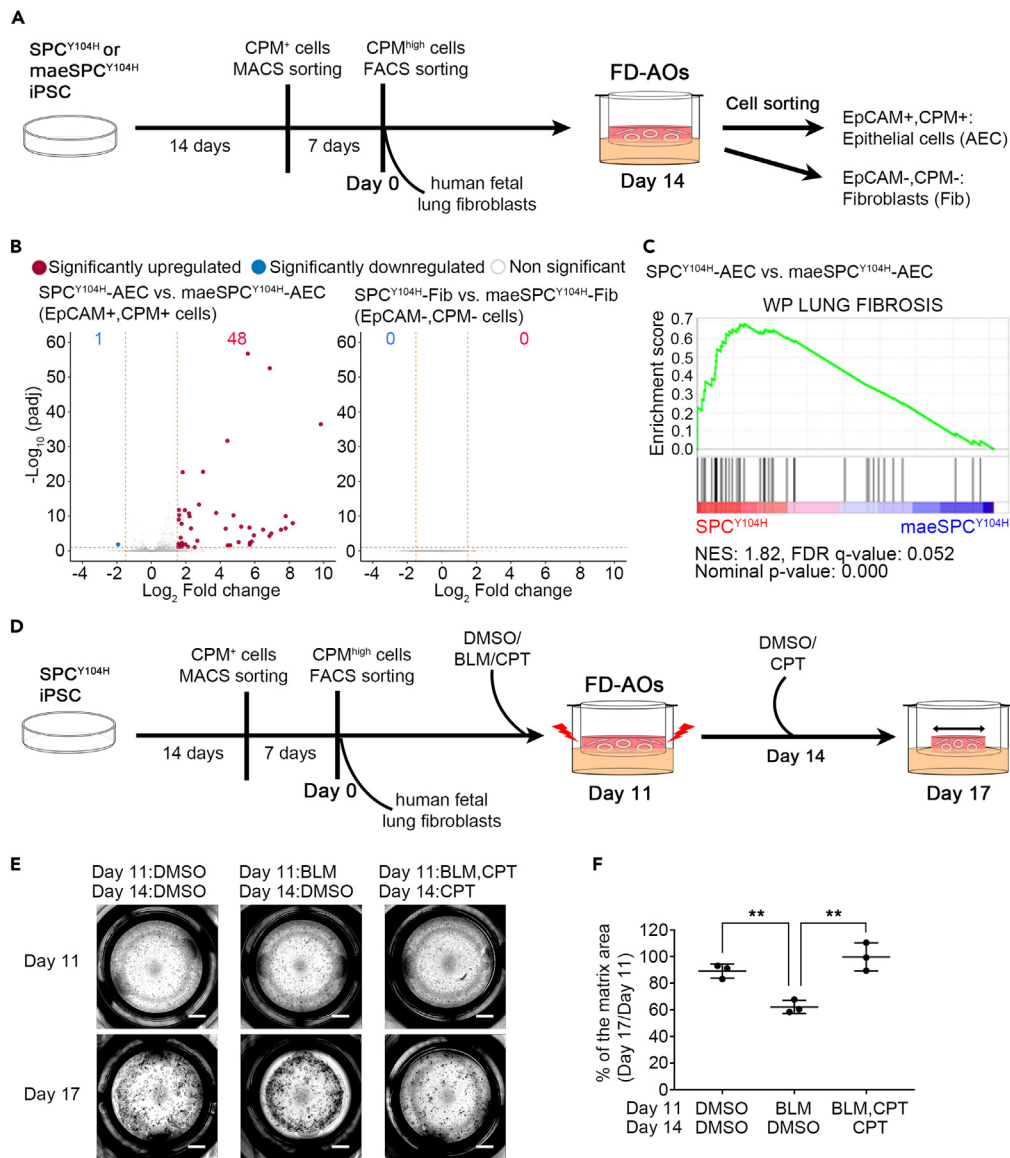 A
SPC^Y104H or
maeSPC^Y104H
iPSC
CPM+ cells
MACS sorting
CPM^high cells
FACS sorting
14 days
7 days
Day 0
human fetal
lung fibroblasts
FD-AOs
Day 14
Cell sorting
EpCAM+,CPM+:
Epithelial cells (AEC)
EpCAM-,CPM-:
Fibroblasts (Fib)
B
Significantly upregulated Significantly downregulated Non significant
SPC^Y104H-AEC vs. maeSPC^Y104H-AEC
(EpCAM+,CPM+ cells)
1 48
60
50
40
30
20
10
0
-Log10 (padj)
-4 -2 0 2 4 6 8 10
Log2 Fold change
SPC^Y104H-Fib vs maeSPC^Y104H-Fib
(EpCAM-,CPM- cells)
0 0
60
50
40
30
20
10
0
-4 -2 0 2 4 6 8 10
Log2 Fold change
C
SPC^Y104H-AEC vs. maeSPC^Y104H-AEC
WP LUNG FIBROSIS
Enrichment score
0.7
0.6
0.5
0.4
0.3
0.2
0.1
0.0
SPC^Y104H maeSPC^Y104H
NES: 1.82, FDR q-value: 0.052
Nominal p-value: 0.000
D
SPC^Y104H
iPSC
CPM+ cells
MACS sorting
CPM^high cells
FACS sorting
14 days
7 days
Day 0
human fetal
lung fibroblasts
DMSO/
BLM/CPT
FD-AOs
Day 11
DMSO/
CPT
Day 14
Day 17
E
Day 11:DMSO
Day 14:DMSO
Day 11:BLM
Day 14:DMSO
Day 11:BLM,CPT
Day 14:CPT
Day 11
Day 17
F
% of the matrix area
(Day 17/Day 11)
120
100
80
60
40
20
0
** **
Day 11 DMSO BLM BLM,CPT
Day 14 DMSO DMSO CPT